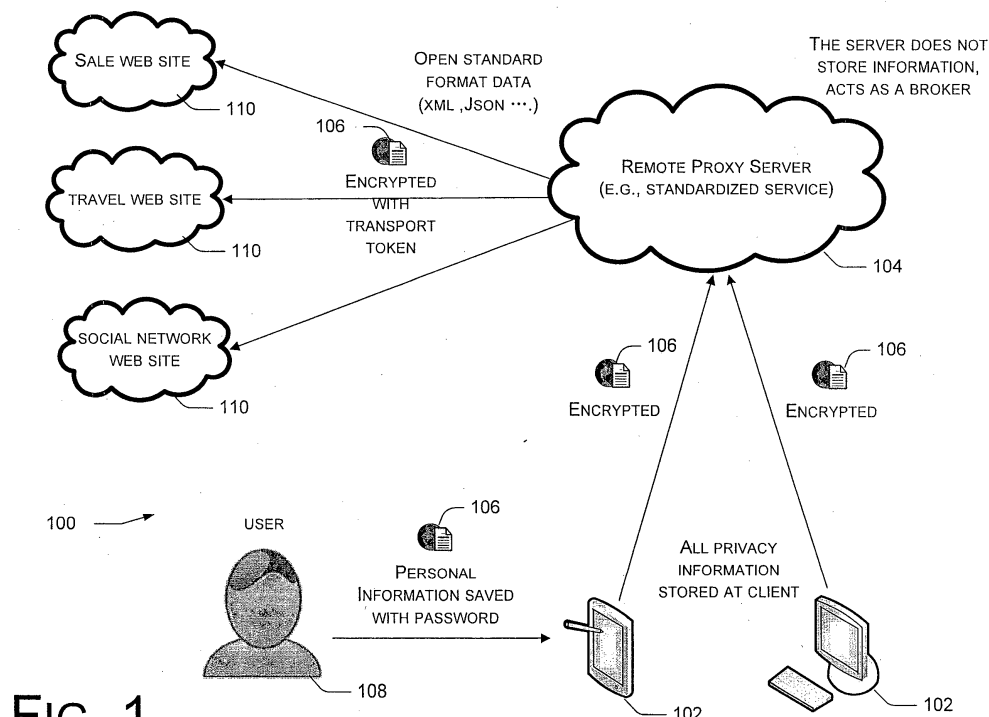 SALE WEB SITE
110
OPEN STANDARD
FORMAT DATA
(XML ,JSON ….)
THE SERVER DOES NOT
STORE INFORMATION,
ACTS AS A BROKER
106
ENCRYPTED
WITH
TRANSPORT
TOKEN
REMOTE PROXY SERVER
(E.G., STANDARDIZED SERVICE)
104
TRAVEL WEB SITE
110
SOCIAL NETWORK
WEB SITE
110
106
ENCRYPTED
106
ENCRYPTED
100
USER
106
PERSONAL
INFORMATION SAVED
WITH PASSWORD
ALL PRIVACY
INFORMATION
STORED AT CLIENT
108
102
102
FIG. 1